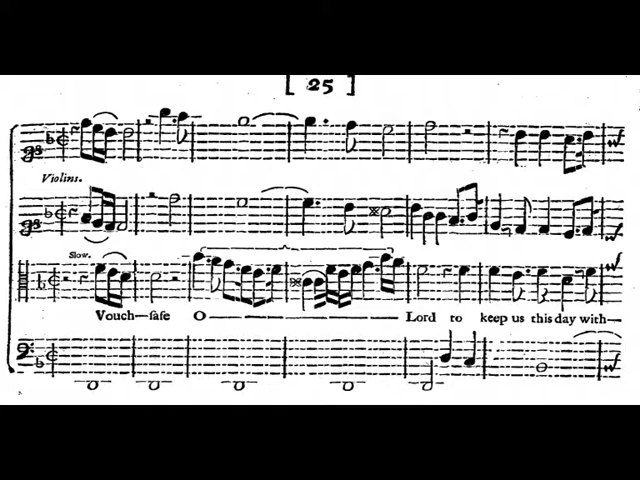 [ 25 ]
Violins.
Slow.
Vouch—safe O — Lord to keep us this day with—